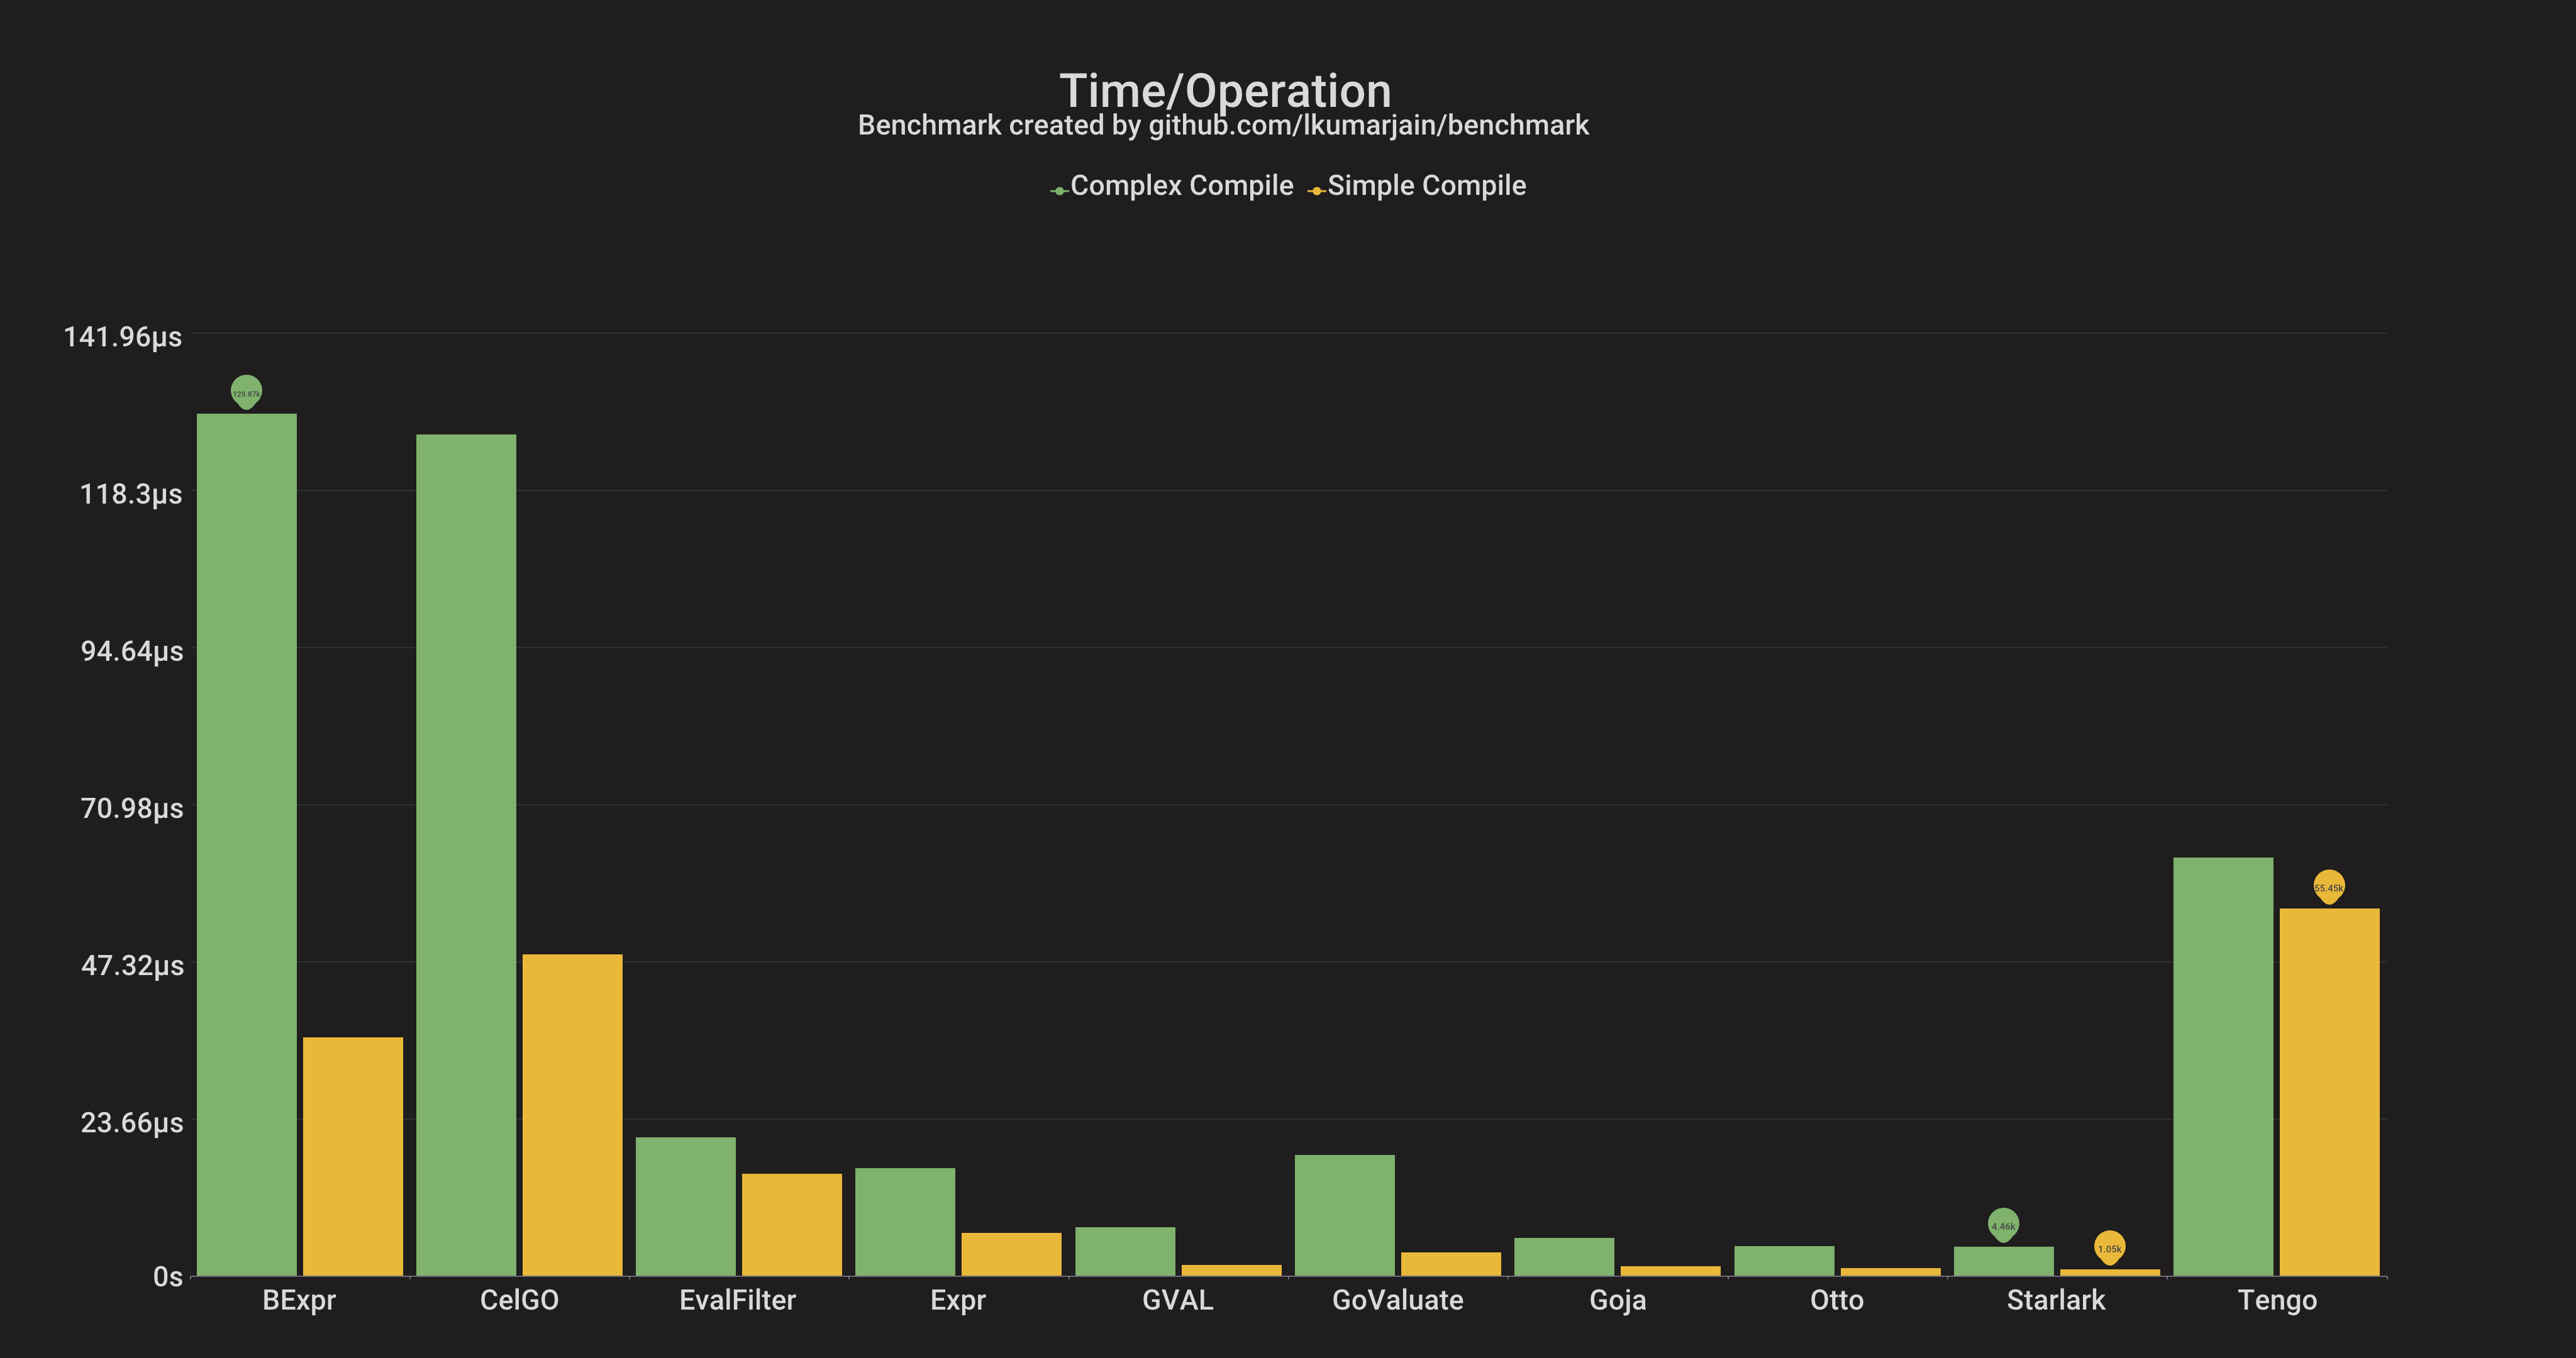 Time/Operation
Benchmark created by github.com/lkumarjain/benchmark
Complex Compile Simple Compile
141.96µs
129.87k
118.3µs
94.64µs
70.98µs
55.45k
47.32µs
23.66µs
4.46k
1.05k
0s
BExpr CelGO EvalFilter Expr GVAL GoValuate Goja Otto Starlark Tengo